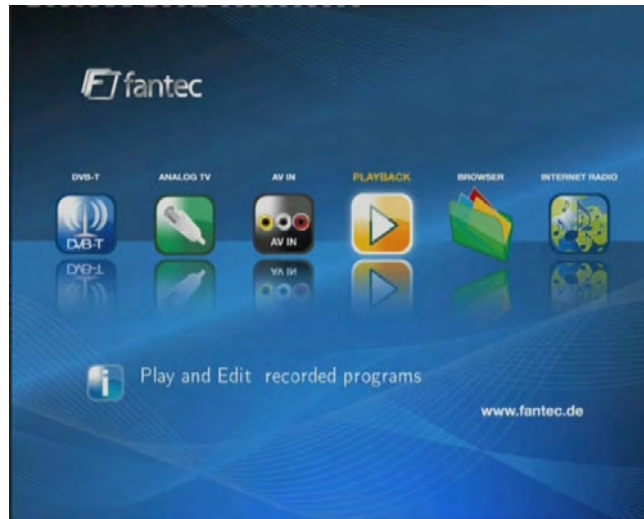 fantec
DVB-T
ANALOG TV
AV IN
PLAYBACK
BROWSER
INTERNET RADIO
DVB-T
AV IN
Play and Edit recorded programs
www.fantec.de